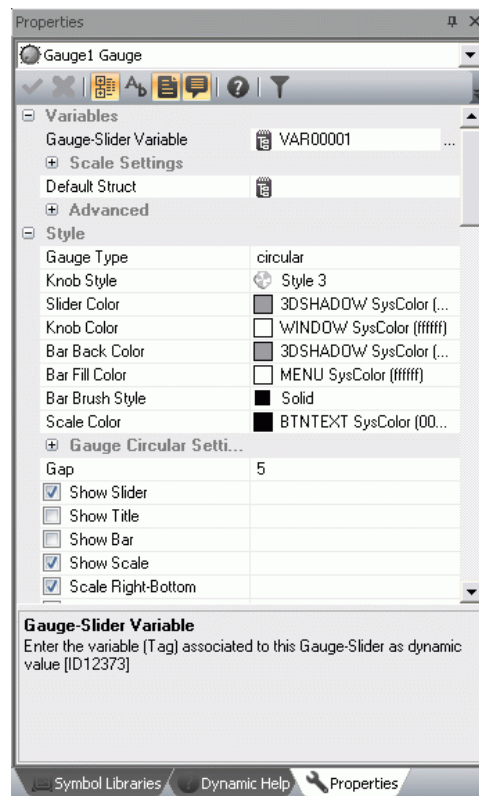 Properties
Gauge1 Gauge
Variables
Gauge-Slider Variable VAR00001 ...
Scale Settings
Default Struct
Advanced
Style
Gauge Type circular
Knob Style Style 3
Slider Color 3DSHADOW SysColor (...
Knob Color WINDOW SysColor (ffffff)
Bar Back Color 3DSHADOW SysColor (...
Bar Fill Color MENU SysColor (ffffff)
Bar Brush Style Solid
Scale Color BTNTEXT SysColor (00...
Gauge Circular Setti...
Gap 5
Show Slider
Show Title
Show Bar
Show Scale
Scale Right-Bottom
Gauge-Slider Variable
Enter the variable (Tag) associated to this Gauge-Slider as dynamic
value [ID12373]
Symbol Libraries Dynamic Help Properties